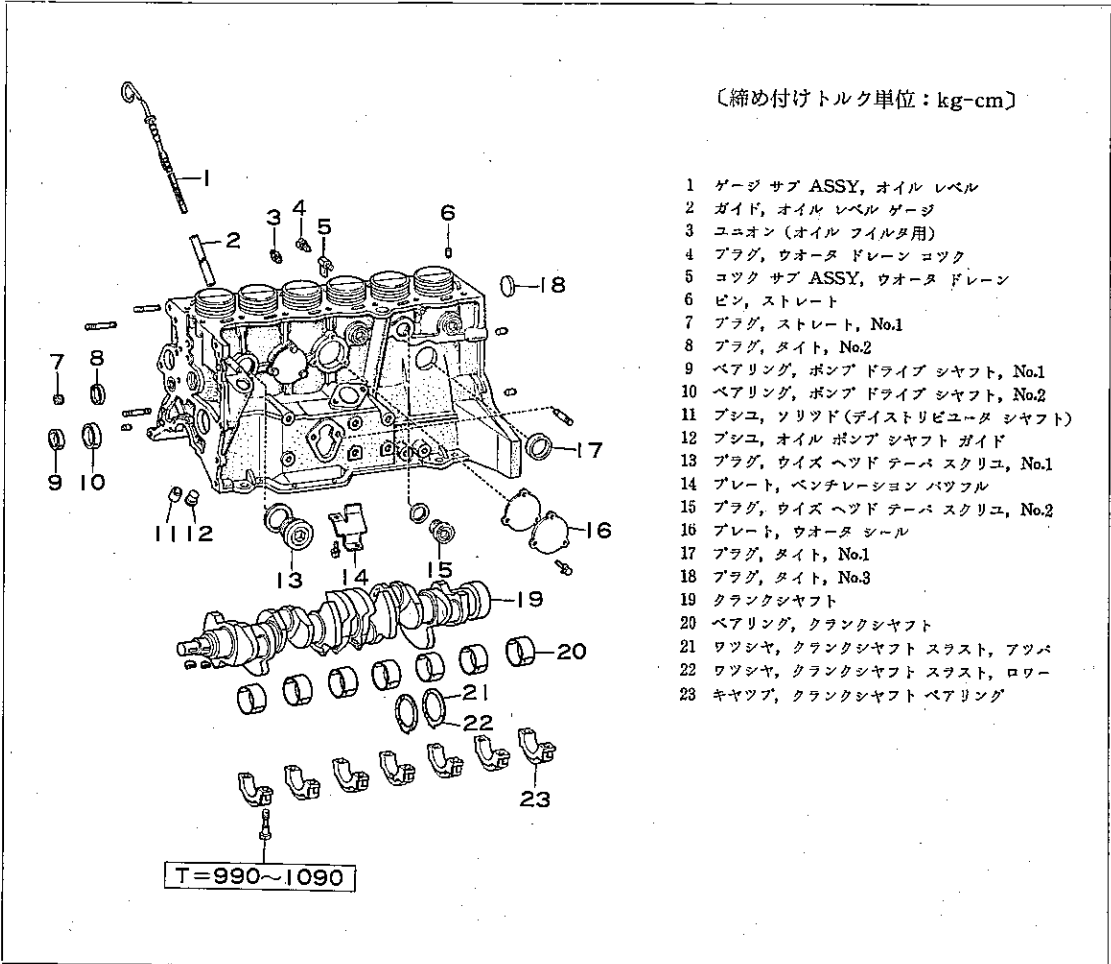 〔締め付けトルク単位：kg-cm〕
1 ゲージ サブ ASSY, オイル レベル
2 ガイド, オイル レベル ゲージ
3 ユニオン (オイル フイルタ用)
4 プラグ, ウオータ ドレーン コツク
5 コツク サブ ASSY, ウオータ ドレーン
6 ピン, ストレート
7 プラグ, ストレート, No.1
8 プラグ, タイト, No.2
9 ベアリング, ポンプ ドライブ シヤフト, No.1
10 ベアリング, ポンプ ドライブ シヤフト, No.2
11 ブシユ, ソリツド (デイストリビユータ シヤフト)
12 ブシユ, オイル ポンプ シヤフト ガイド
13 プラグ, ウイズ ヘツド テーパ スクリユ, No.1
14 プレート, ベンチレーシヨン バツフル
15 プラグ, ウイズ ヘツド テーパ スクリユ, No.2
16 プレート, ウオータ シール
17 プラグ, タイト, No.1
18 プラグ, タイト, No.3
19 クランクシヤフト
20 ベアリング, クランクシヤフト
21 ワツシヤ, クランクシヤフト スラスト, アツパ
22 ワツシヤ, クランクシヤフト スラスト, ロワー
23 キヤツプ, クランクシヤフト ベアリング
1
2
3
4
5
6
18
7
8
9
10
11
12
17
16
13
14
15
19
20
21
22
23
T=990～1090